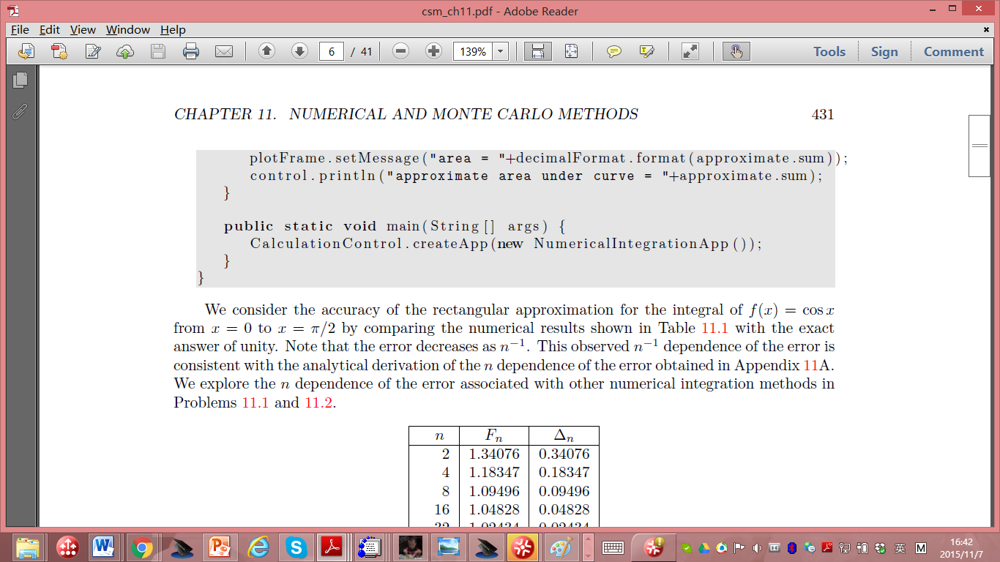 csm_ch11.pdf - Adobe Reader
File Edit View Window Help
6 / 41 139% Tools Sign Comment
CHAPTER 11. NUMERICAL AND MONTE CARLO METHODS 431
plotFrame.setMessage("area = "+decimalFormat.format(approximate.sum));
control.println("approximate area under curve = "+approximate.sum);
}
public static void main(String[] args) {
CalculationControl.createApp(new NumericalIntegrationApp());
}
}
We consider the accuracy of the rectangular approximation for the integral of f(x) = cos x
from x = 0 to x = π/2 by comparing the numerical results shown in Table 11.1 with the exact
answer of unity. Note that the error decreases as n⁻¹. This observed n⁻¹ dependence of the error is
consistent with the analytical derivation of the n dependence of the error obtained in Appendix 11A.
We explore the n dependence of the error associated with other numerical integration methods in
Problems 11.1 and 11.2.
n Fₙ Δₙ
2 1.34076 0.34076
4 1.18347 0.18347
8 1.09496 0.09496
16 1.04828 0.04828
32 1.02434 0.02434
英 M 16:42
2015/11/7